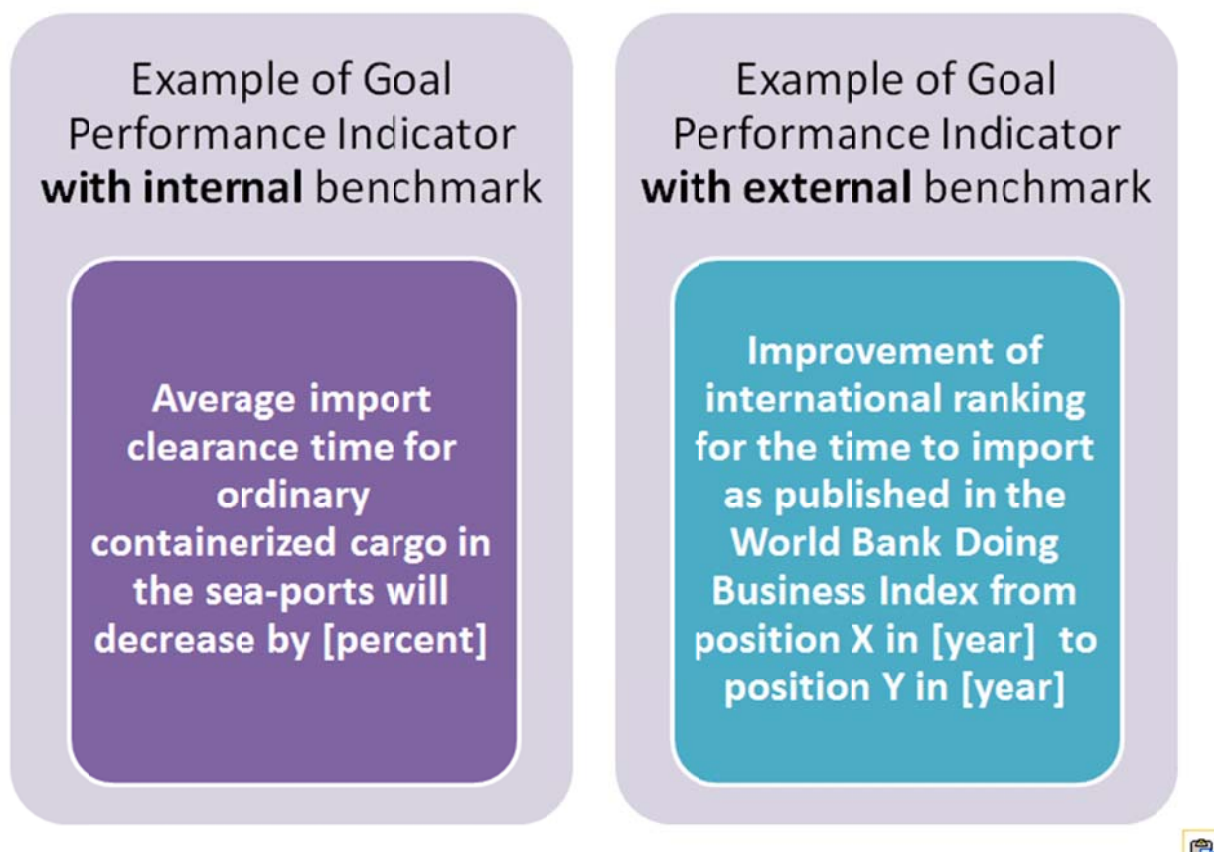 Example of Goal
Performance Indicator
with internal benchmark
Average import
clearance time for
ordinary
containerized cargo in
the sea-ports will
decrease by [percent]
Example of Goal
Performance Indicator
with external benchmark
Improvement of
international ranking
for the time to import
as published in the
World Bank Doing
Business Index from
position X in [year] to
position Y in [year]